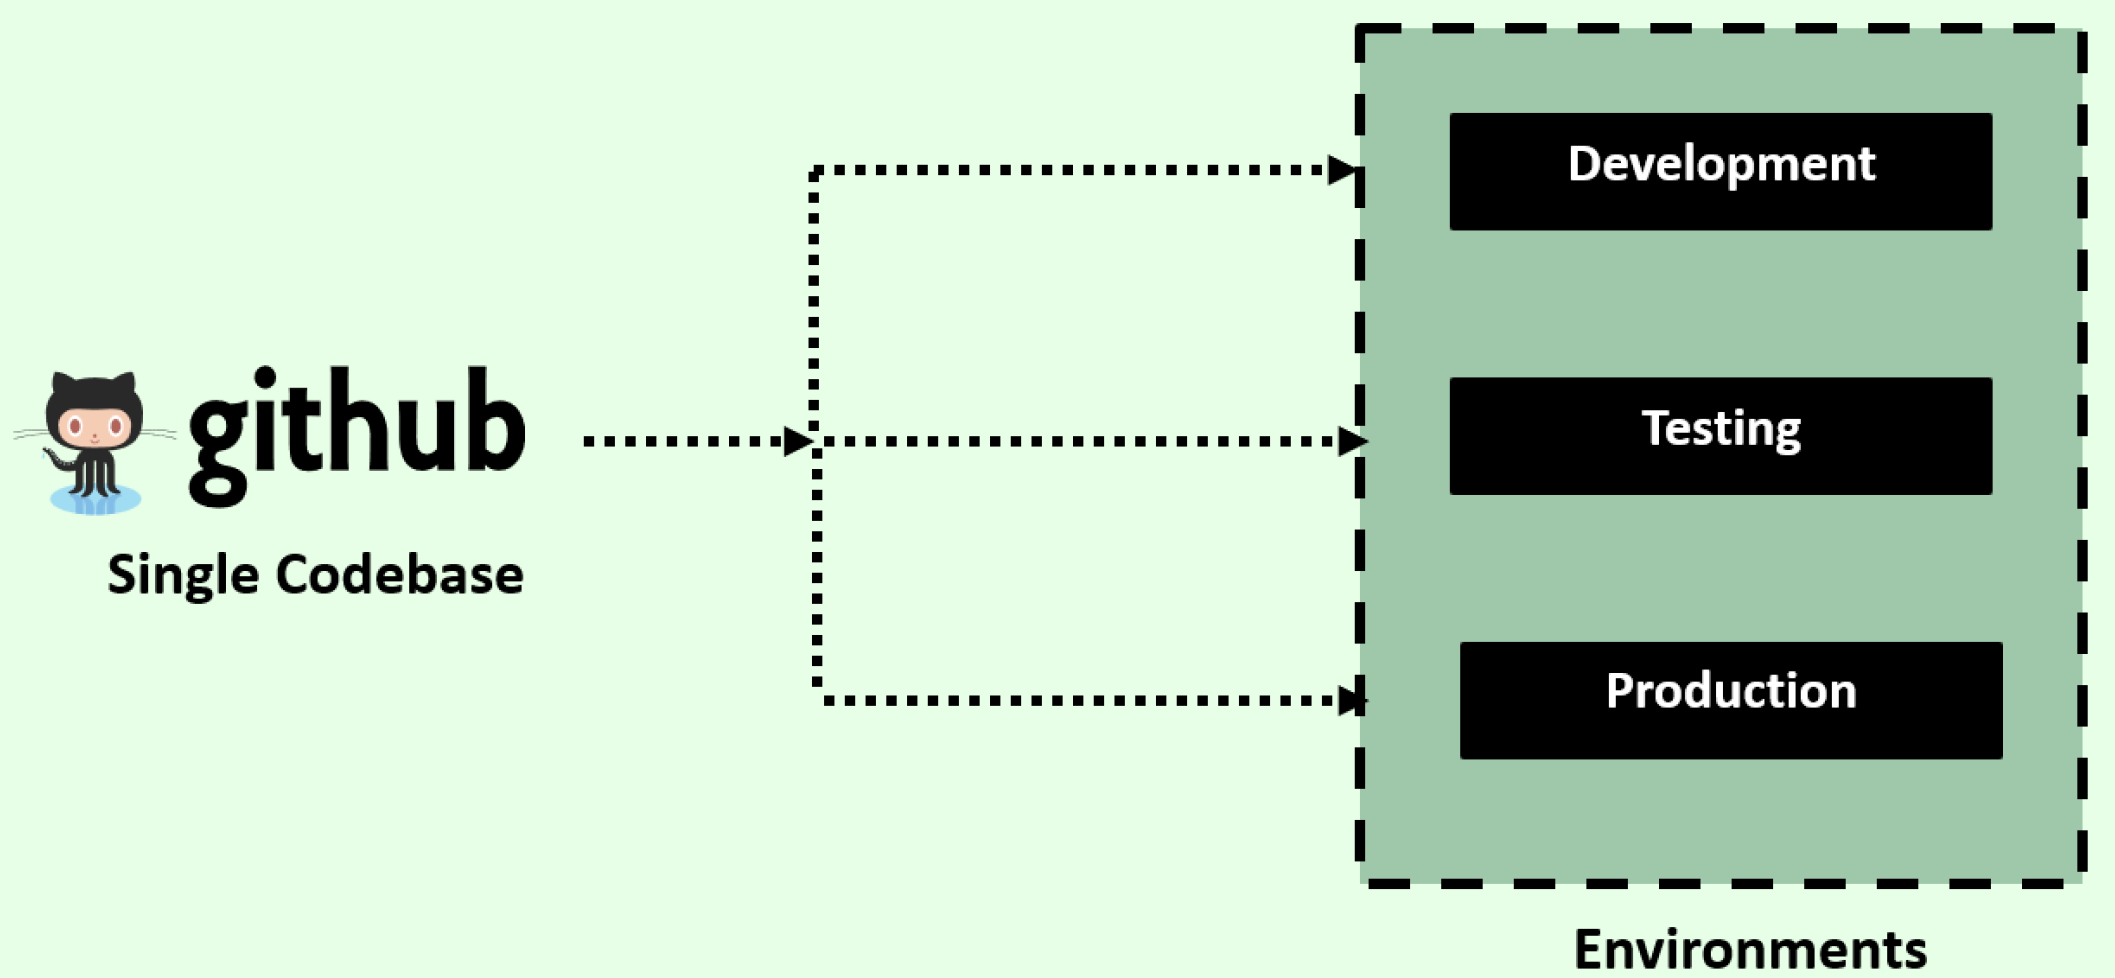 github
Single Codebase
Development
Testing
Production
Environments